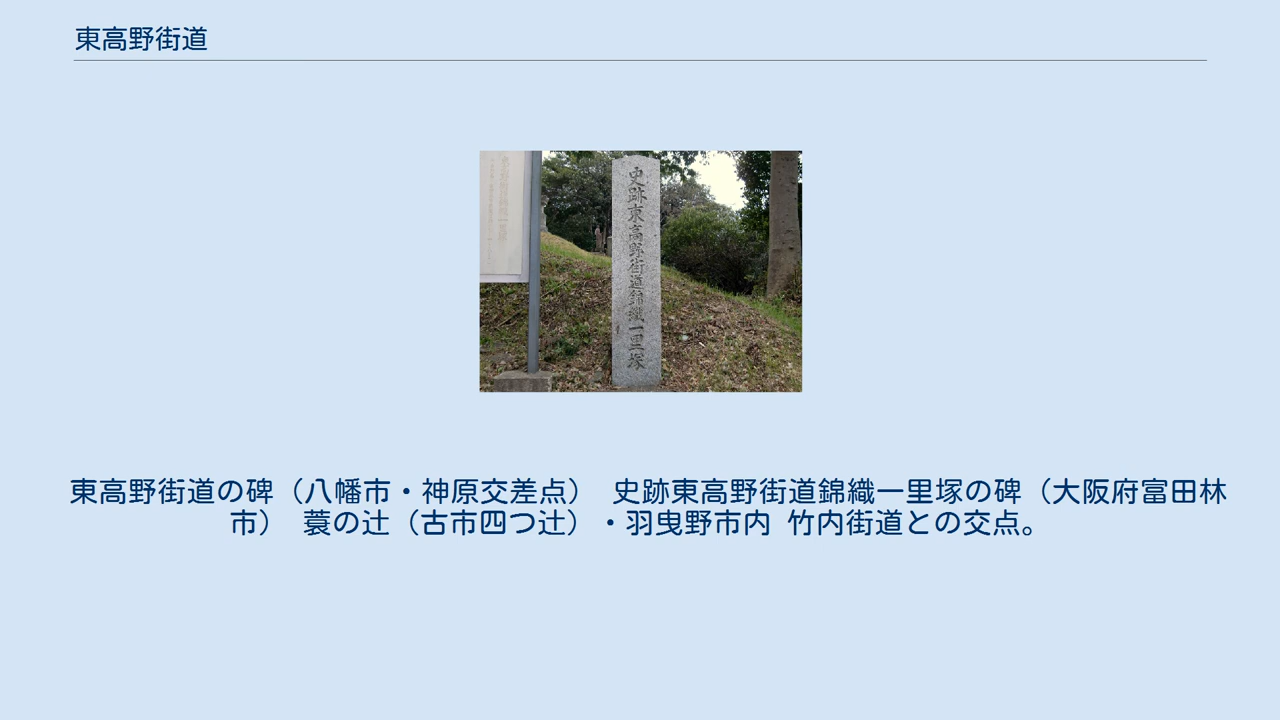 東高野街道
史跡東高野街道錦織一里塚
東高野街道の碑（八幡市・神原交差点） 史跡東高野街道錦織一里塚の碑（大阪府富田林
市） 蓑の辻（古市四つ辻）・羽曳野市内 竹内街道との交点。